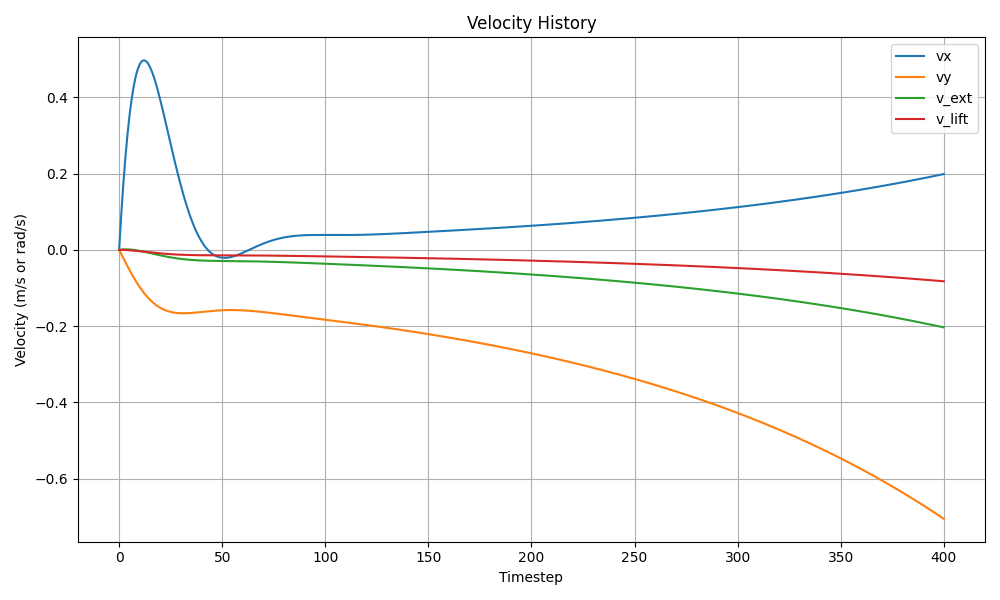 Velocity History
vx
vy
v_ext
v_lift
Velocity (m/s or rad/s)
0.4
0.2
0.0
−0.2
−0.4
−0.6
0 50 100 150 200 250 300 350 400
Timestep